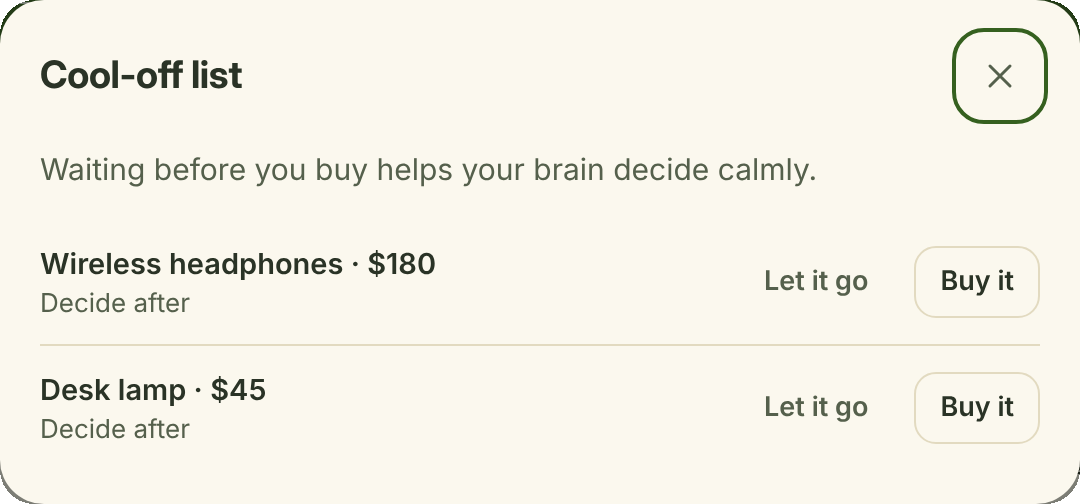 Cool-off list
Waiting before you buy helps your brain decide calmly.
Wireless headphones · $180
Decide after
Let it go
Buy it
Desk lamp · $45
Decide after
Let it go
Buy it